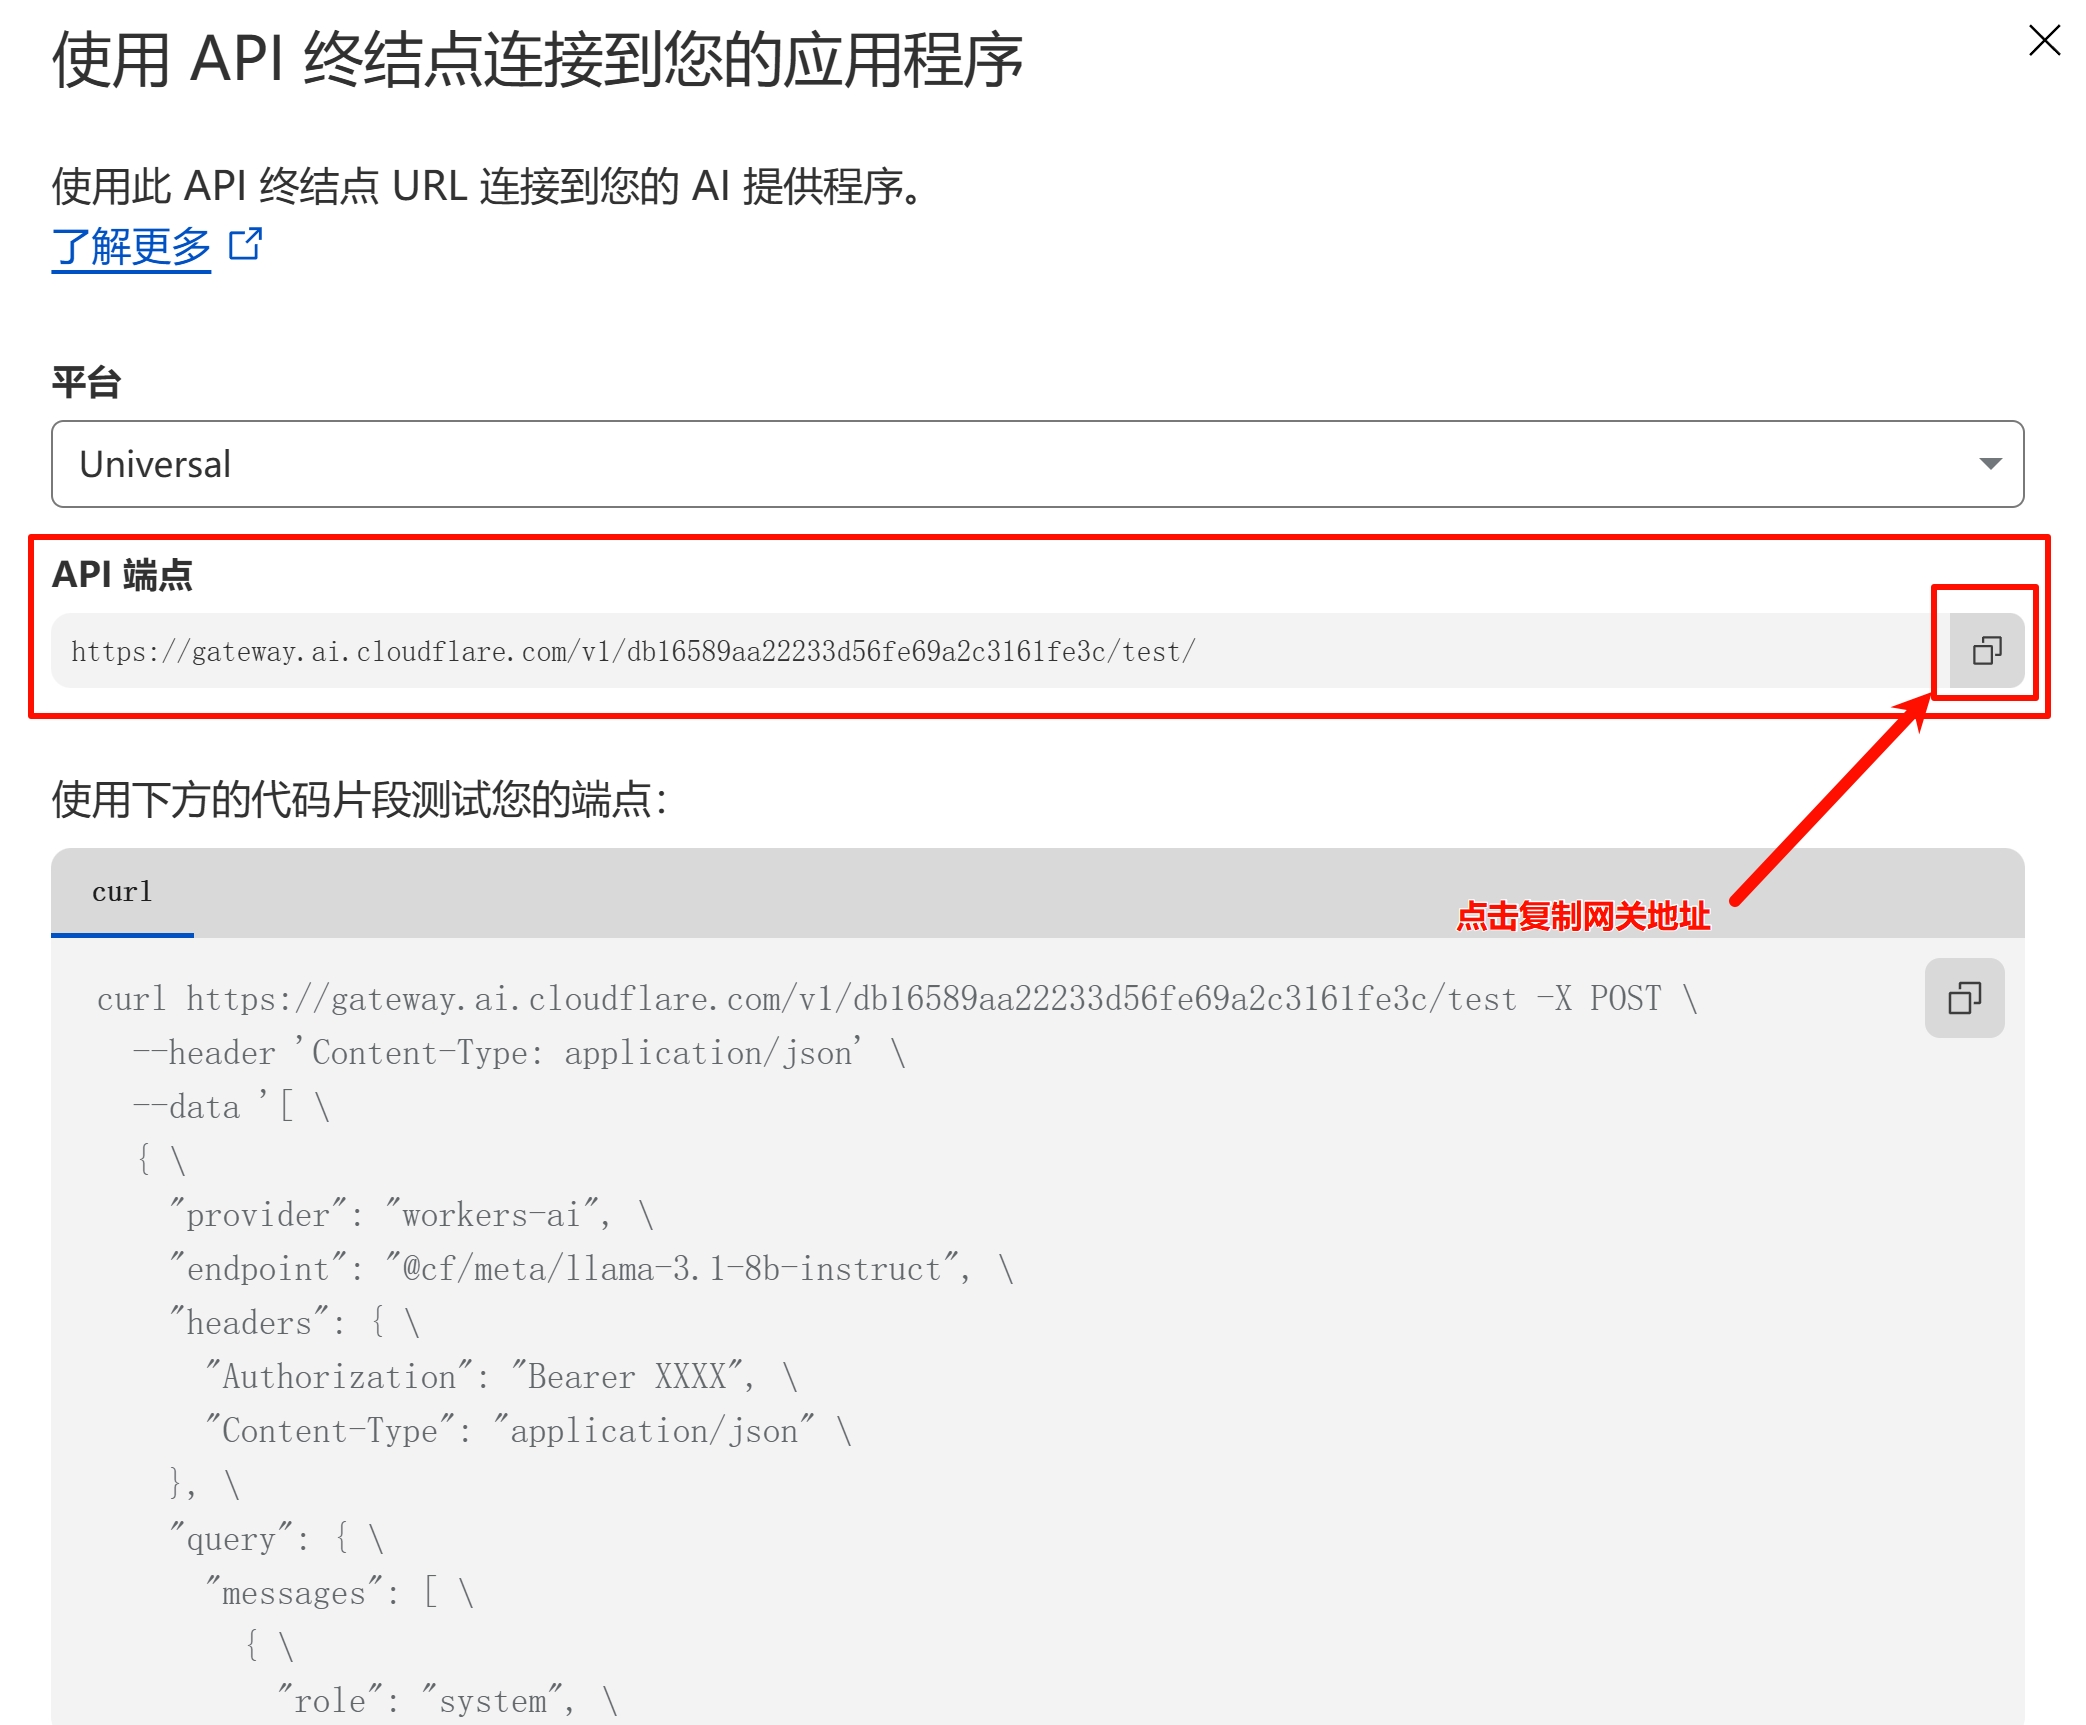 使用 API 终结点连接到您的应用程序
使用此 API 终结点 URL 连接到您的 AI 提供程序。
了解更多
平台
Universal
API 端点
https://gateway.ai.cloudflare.com/v1/db16589aa22233d56fe69a2c3161fe3c/test/
使用下方的代码片段测试您的端点：
curl
点击复制网关地址
curl https://gateway.ai.cloudflare.com/v1/db16589aa22233d56fe69a2c3161fe3c/test -X POST \
--header 'Content-Type: application/json' \
--data '[ \
{ \
"provider": "workers-ai", \
"endpoint": "@cf/meta/llama-3.1-8b-instruct", \
"headers": { \
"Authorization": "Bearer XXXX", \
"Content-Type": "application/json" \
}, \
"query": { \
"messages": [ \
{ \
"role": "system", \